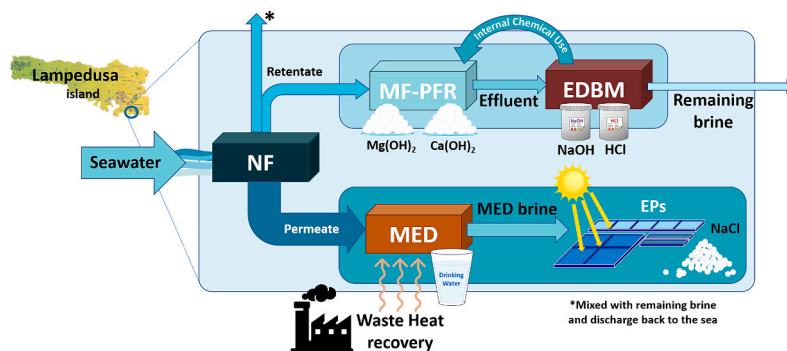 *
Lampedusa
island
Internal Chemical Use
Retentate
MF-PFR
Effluent
EDBM
Remaining
brine
Mg(OH)2
Ca(OH)2
NaOH
HCl
NaOH
HCl
Seawater
NF
Permeate
MED
MED brine
EPs
NaCl
Drinking
Water
Waste Heat
recovery
*Mixed with remaining brine
and discharge back to the sea